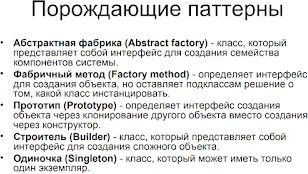 Порождающие паттерны
• Абстрактная фабрика (Abstract factory) - класс, который
представляет собой интерфейс для создания семейства
компонентов системы.
• Фабричный метод (Factory method) - определяет интерфейс
для создания объекта, но оставляет подклассам решение о
том, какой класс инстанцировать.
• Прототип (Prototype) - определяет интерфейс создания
объекта через клонирование другого объекта вместо создания
через конструктор.
• Строитель (Builder) - класс, который представляет собой
интерфейс для создания сложного объекта.
• Одиночка (Singleton) - класс, который может иметь только
один экземпляр.